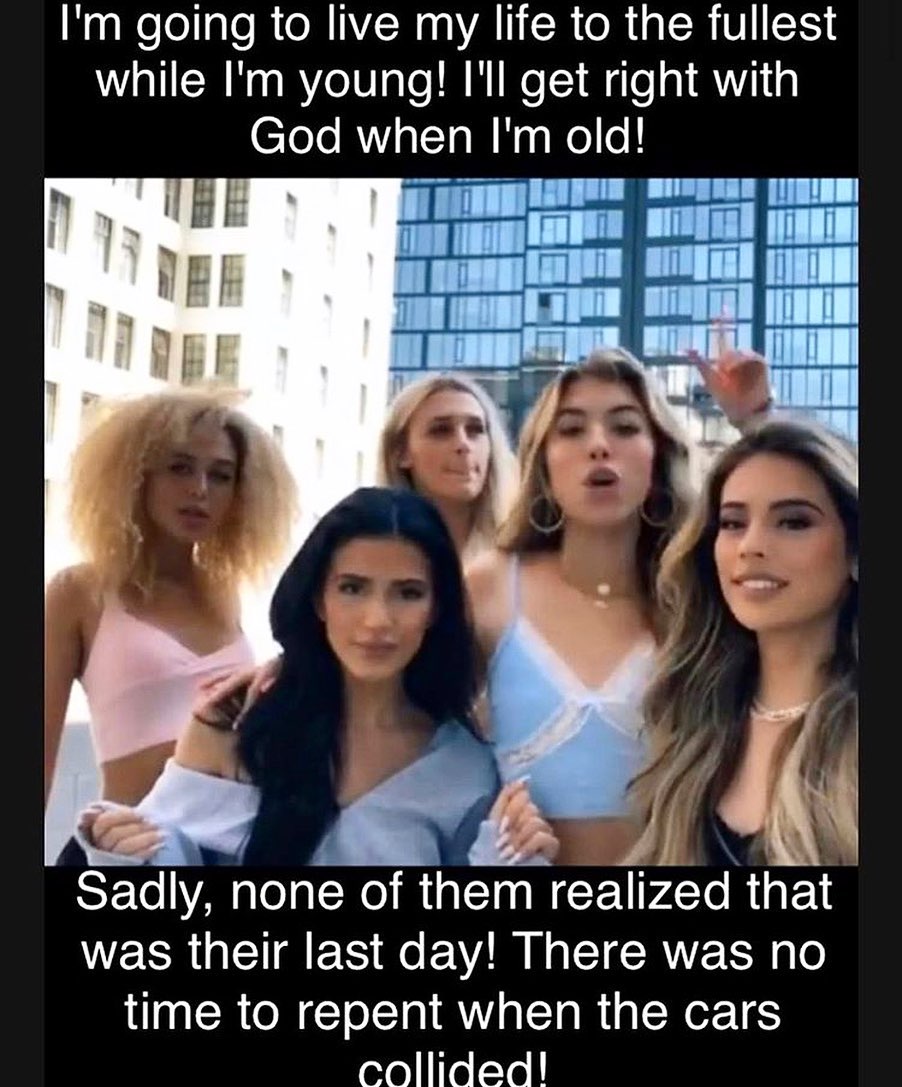 I'm going to live my life to the fullest
while I'm young! I'll get right with
God when I'm old!
Sadly, none of them realized that
was their last day! There was no
time to repent when the cars
collided!